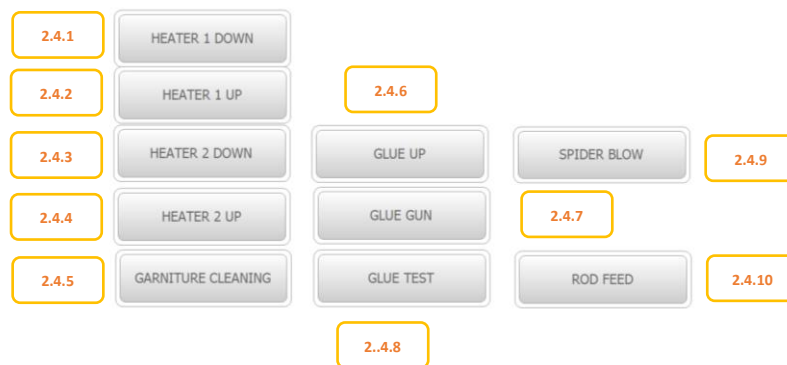 2.4.1 HEATER 1 DOWN
2.4.2 HEATER 1 UP 2.4.6
2.4.3 HEATER 2 DOWN GLUE UP SPIDER BLOW 2.4.9
2.4.4 HEATER 2 UP GLUE GUN 2.4.7
2.4.5 GARNITURE CLEANING GLUE TEST ROD FEED 2.4.10
2..4.8